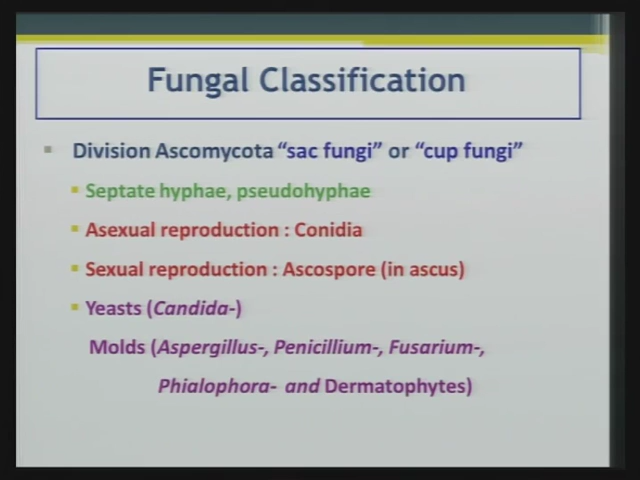 Fungal Classification
Division Ascomycota “sac fungi” or “cup fungi”
Septate hyphae, pseudohyphae
Asexual reproduction : Conidia
Sexual reproduction : Ascospore (in ascus)
Yeasts (Candida-)
Molds (Aspergillus-, Penicillium-, Fusarium-,
Phialophora- and Dermatophytes)